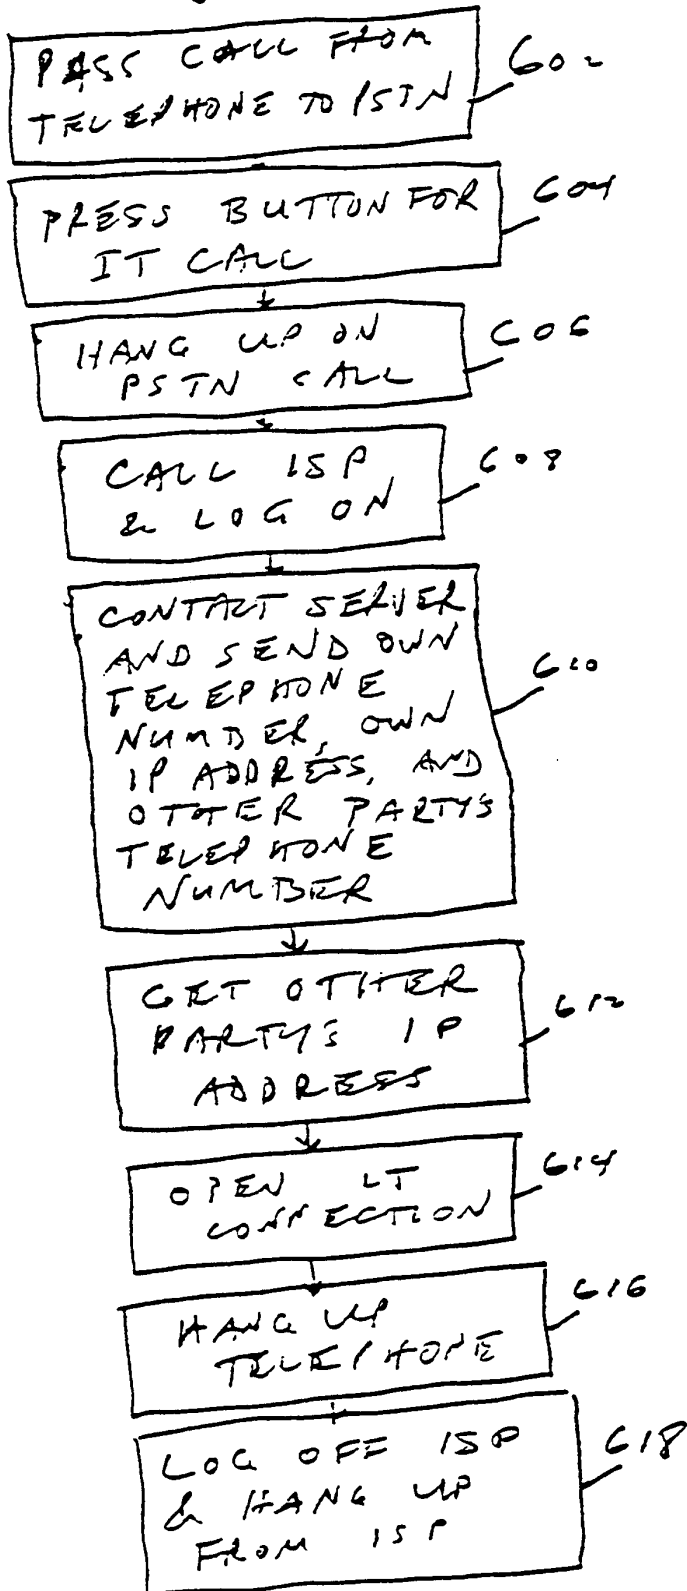 PASS CALL FROM
TELEPHONE TO PSTN
602
PRESS BUTTON FOR
IT CALL
604
HANG UP ON
PSTN CALL
606
CALL ISP
& LOG ON
608
CONTACT SERVER
AND SEND OWN
TELEPHONE
NUMBER, OWN
IP ADDRESS, AND
OTHER PARTY'S
TELEPHONE
NUMBER
610
GET OTHER
PARTY'S IP
ADDRESS
612
OPEN IT
CONNECTION
614
HANG UP
TELEPHONE
616
LOG OFF ISP
& HANG UP
FROM ISP
618